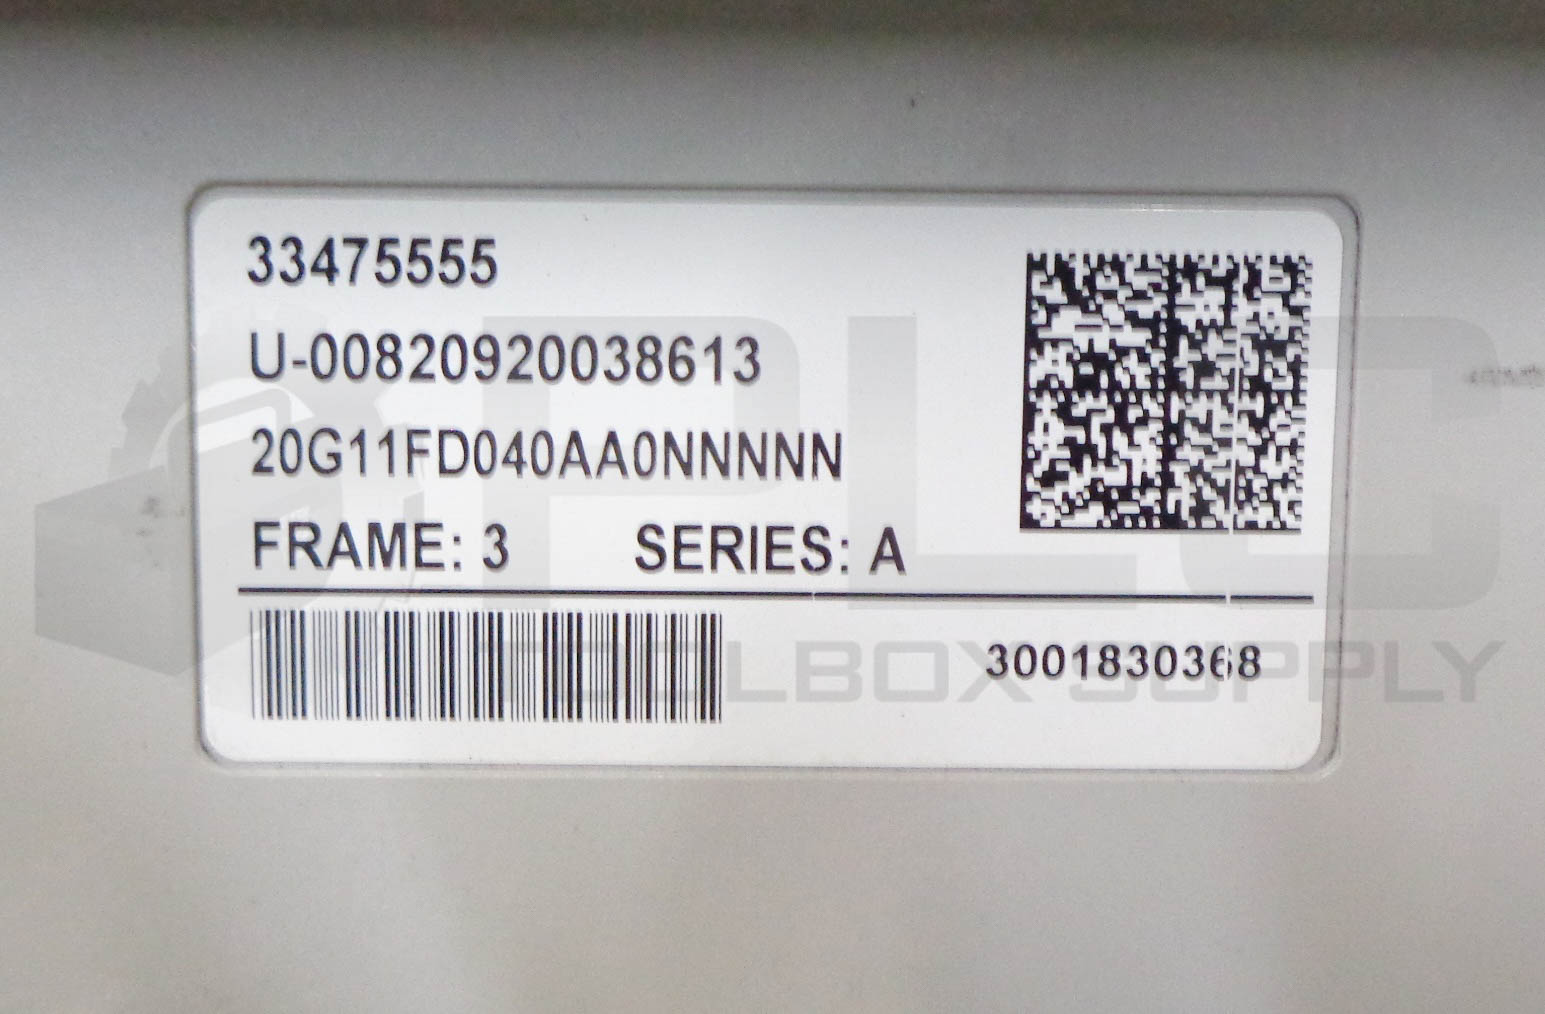 33475555
U-00820920038613
20G11FD040AA0NNNNN
FRAME: 3 SERIES: A
3001830368
PLC
TOOLBOX SUPPLY